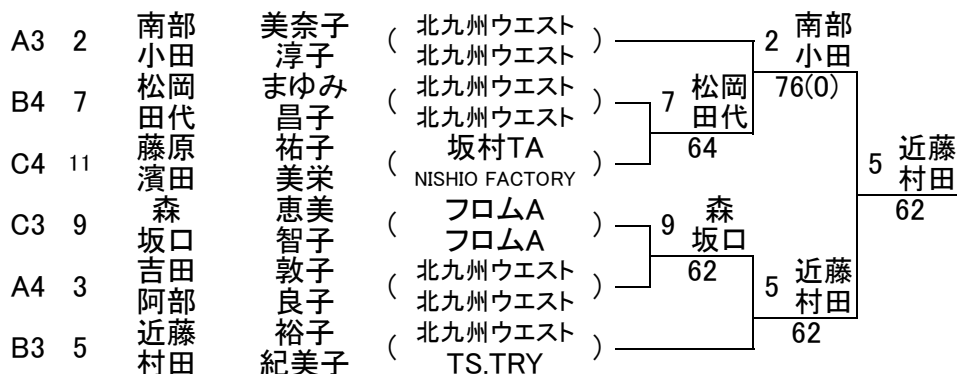 A3 2 南部 美奈子 ( 北九州ウエスト )
小田 淳子 北九州ウエスト
B4 7 松岡 まゆみ ( 北九州ウエスト )
田代 昌子 北九州ウエスト
C4 11 藤原 祐子 ( 坂村TA )
濱田 美栄 NISHIO FACTORY
C3 9 森 恵美 ( フロムA )
坂口 智子 フロムA
A4 3 吉田 敦子 ( 北九州ウエスト )
阿部 良子 北九州ウエスト
B3 5 近藤 裕子 ( 北九州ウエスト )
村田 紀美子 TS.TRY
7 松岡
田代
64
9 森
坂口
62
2 南部
小田
76(0)
5 近藤
村田
62
5 近藤
村田
62